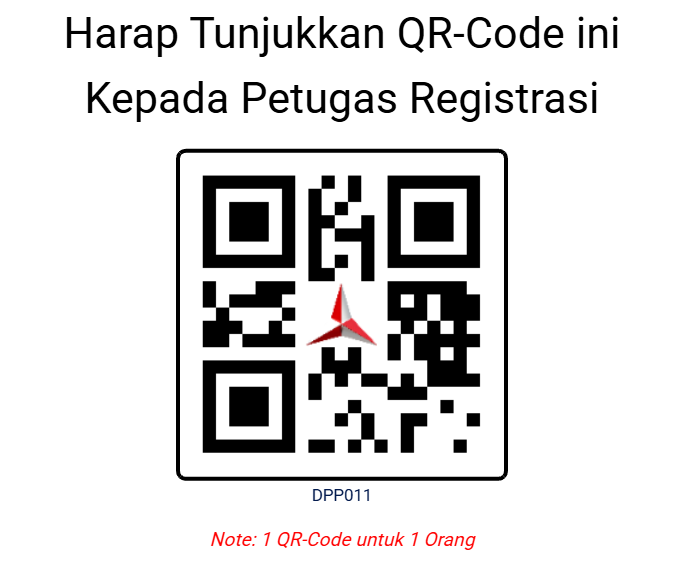 Harap Tunjukkan QR-Code ini
Kepada Petugas Registrasi
DPP011
Note: 1 QR-Code untuk 1 Orang